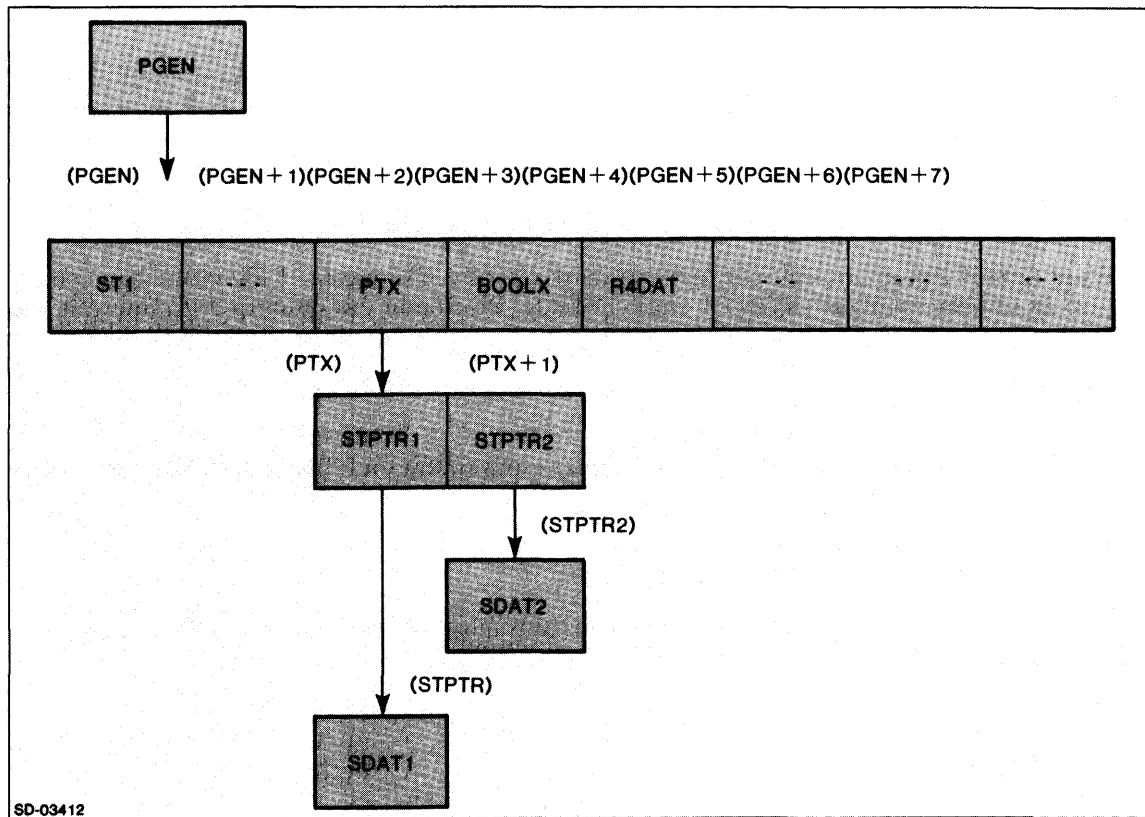 PGEN
(PGEN) (PGEN + 1)(PGEN + 2)(PGEN + 3)(PGEN + 4)(PGEN + 5)(PGEN + 6)(PGEN + 7)
ST1 --- PTX BOOLX R4DAT --- --- ---
(PTX) (PTX + 1)
STPTR1 STPTR2
(STPTR2)
SDAT2
(STPTR)
SDAT1
SD-03412